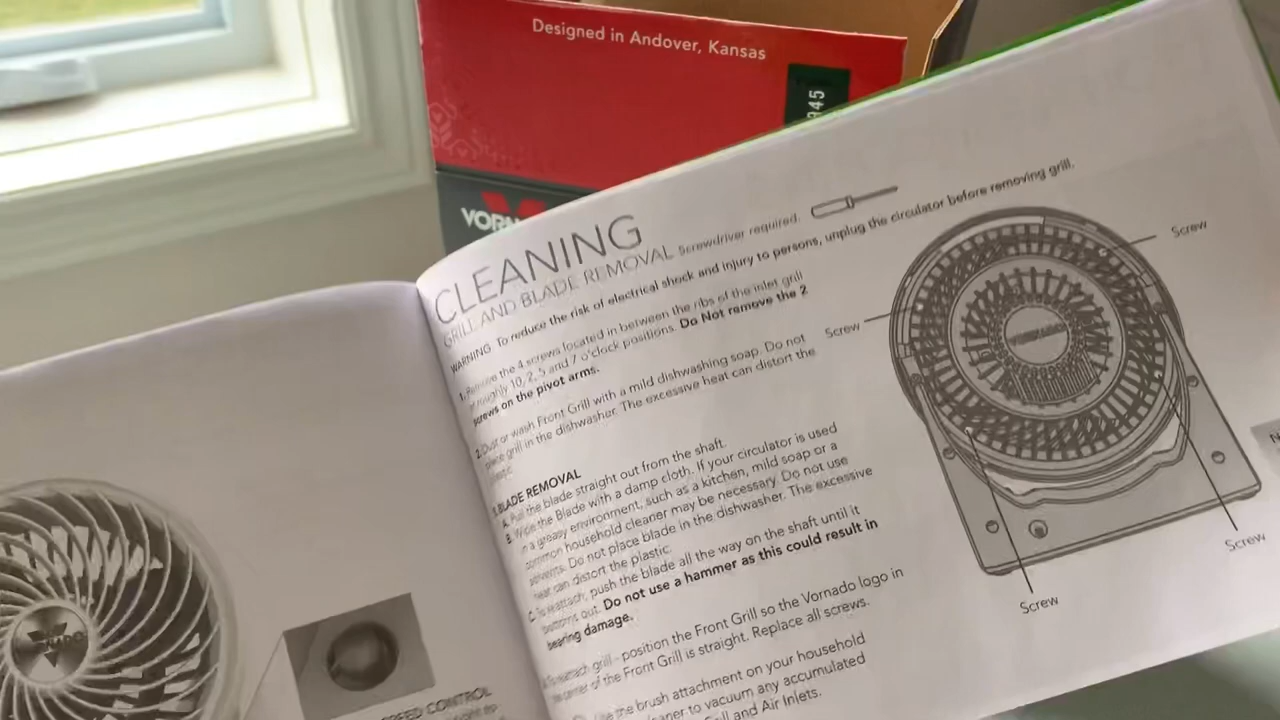 Designed in Andover, Kansas
945
VORN
CLEANING
GRILL AND BLADE REMOVAL Screwdriver required.
WARNING To reduce the risk of electrical shock and injury to persons, unplug the circulator before removing grill.
1. Remove the 4 screws located in between the ribs of the inlet grill
at roughly 10, 2, 5 and 7 o'clock positions. Do Not remove the 2
screws on the pivot arms.
2. Dust or wash Front Grill with a mild dishwashing soap. Do not
place grill in the dishwasher. The excessive heat can distort the
plastic.
3. BLADE REMOVAL
A. Pull the blade straight out from the shaft.
B. Wipe the Blade with a damp cloth. If your circulator is used
in a greasy environment, such as a kitchen, mild soap or a
common household cleaner may be necessary. Do not use
solvents. Do not place blade in the dishwasher. The excessive
heat can distort the plastic.
C. To reattach, push the blade all the way on the shaft until it
bottoms out. Do not use a hammer as this could result in
bearing damage.
To reattach grill - position the Front Grill so the Vornado logo in
the center of the Front Grill is straight. Replace all screws.
the brush attachment on your household
cleaner to vacuum any accumulated
Grill and Air Inlets.
Screw
Screw
Screw
Screw
VORNADO
SPEED CONTROL